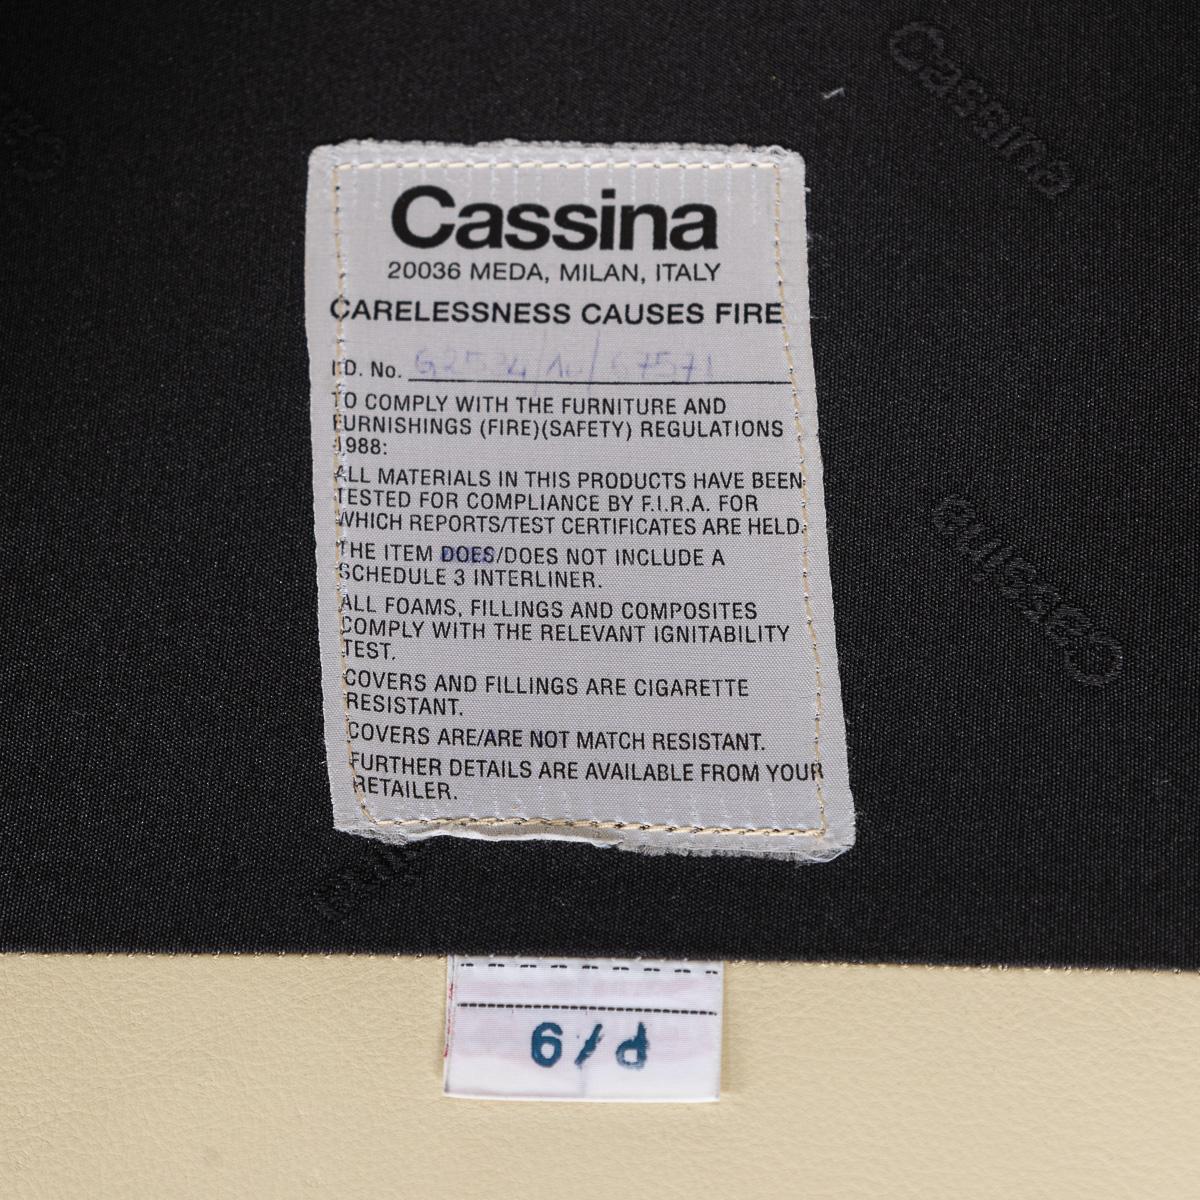 Cassina
Cassina
20036 MEDA, MILAN, ITALY
CARELESSNESS CAUSES FIRE
I.D. No.
TO COMPLY WITH THE FURNITURE AND
FURNISHINGS (FIRE)(SAFETY) REGULATIONS
1988:
ALL MATERIALS IN THIS PRODUCTS HAVE BEEN
TESTED FOR COMPLIANCE BY F.I.R.A. FOR
WHICH REPORTS/TEST CERTIFICATES ARE HELD.
THE ITEM DOES/DOES NOT INCLUDE A
SCHEDULE 3 INTERLINER.
Cassina
ALL FOAMS, FILLINGS AND COMPOSITES
COMPLY WITH THE RELEVANT IGNITABILITY
TEST.
COVERS AND FILLINGS ARE CIGARETTE
RESISTANT.
COVERS ARE/ARE NOT MATCH RESISTANT.
FURTHER DETAILS ARE AVAILABLE FROM YOUR
RETAILER.